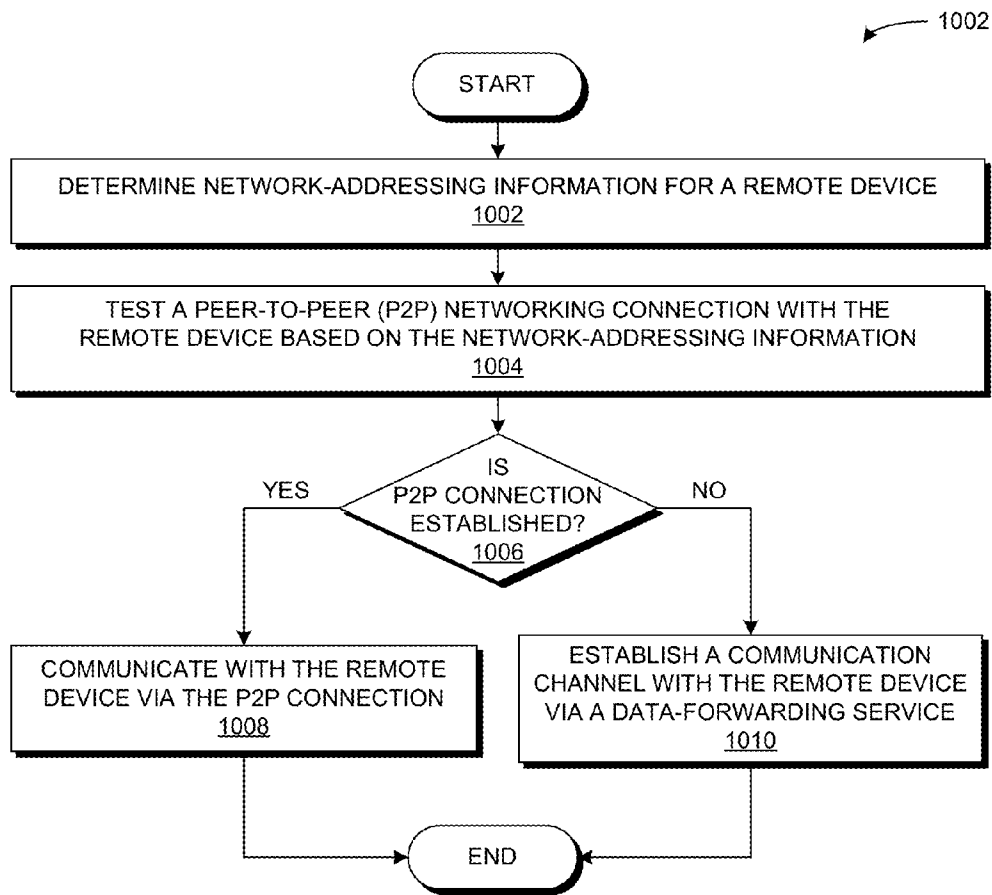 1002
START
DETERMINE NETWORK-ADDRESSING INFORMATION FOR A REMOTE DEVICE
1002
TEST A PEER-TO-PEER (P2P) NETWORKING CONNECTION WITH THE
REMOTE DEVICE BASED ON THE NETWORK-ADDRESSING INFORMATION
1004
IS
P2P CONNECTION
ESTABLISHED?
1006
YES
NO
COMMUNICATE WITH THE REMOTE
DEVICE VIA THE P2P CONNECTION
1008
ESTABLISH A COMMUNICATION
CHANNEL WITH THE REMOTE DEVICE
VIA A DATA-FORWARDING SERVICE
1010
END